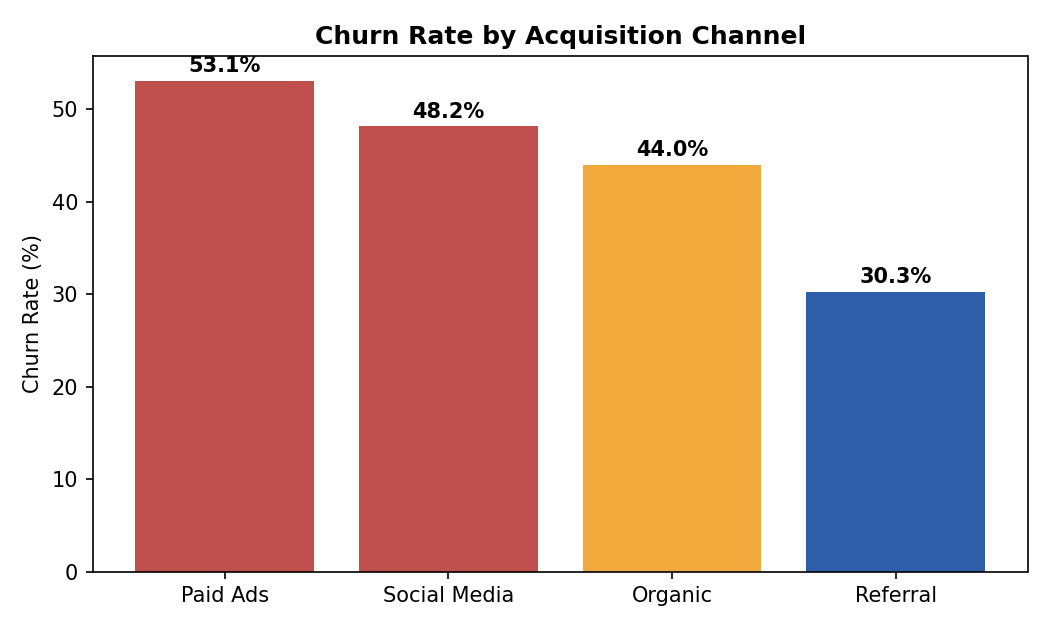 Churn Rate by Acquisition Channel
53.1%
48.2%
44.0%
30.3%
Churn Rate (%)
50
40
30
20
10
0
Paid Ads
Social Media
Organic
Referral